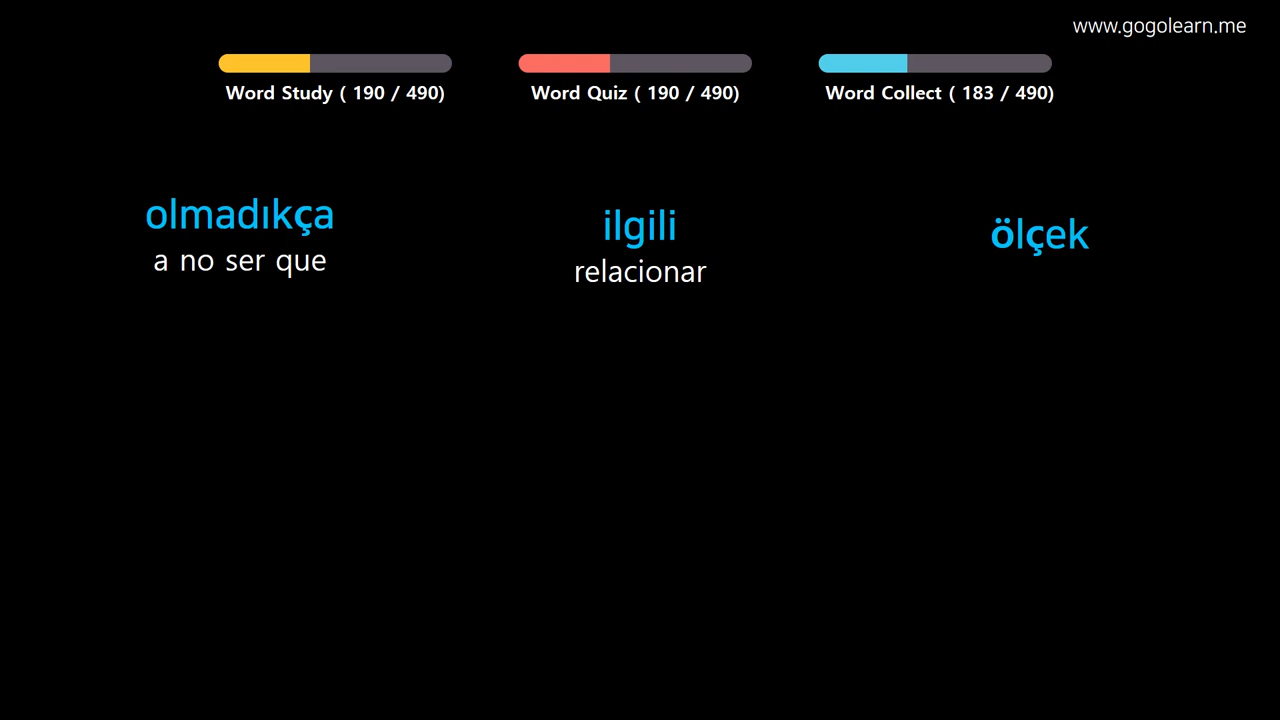 www.gogolearn.me
Word Study ( 190 / 490)
Word Quiz ( 190 / 490)
Word Collect ( 183 / 490)
olmadıkça
a no ser que
ilgili
relacionar
ölçek